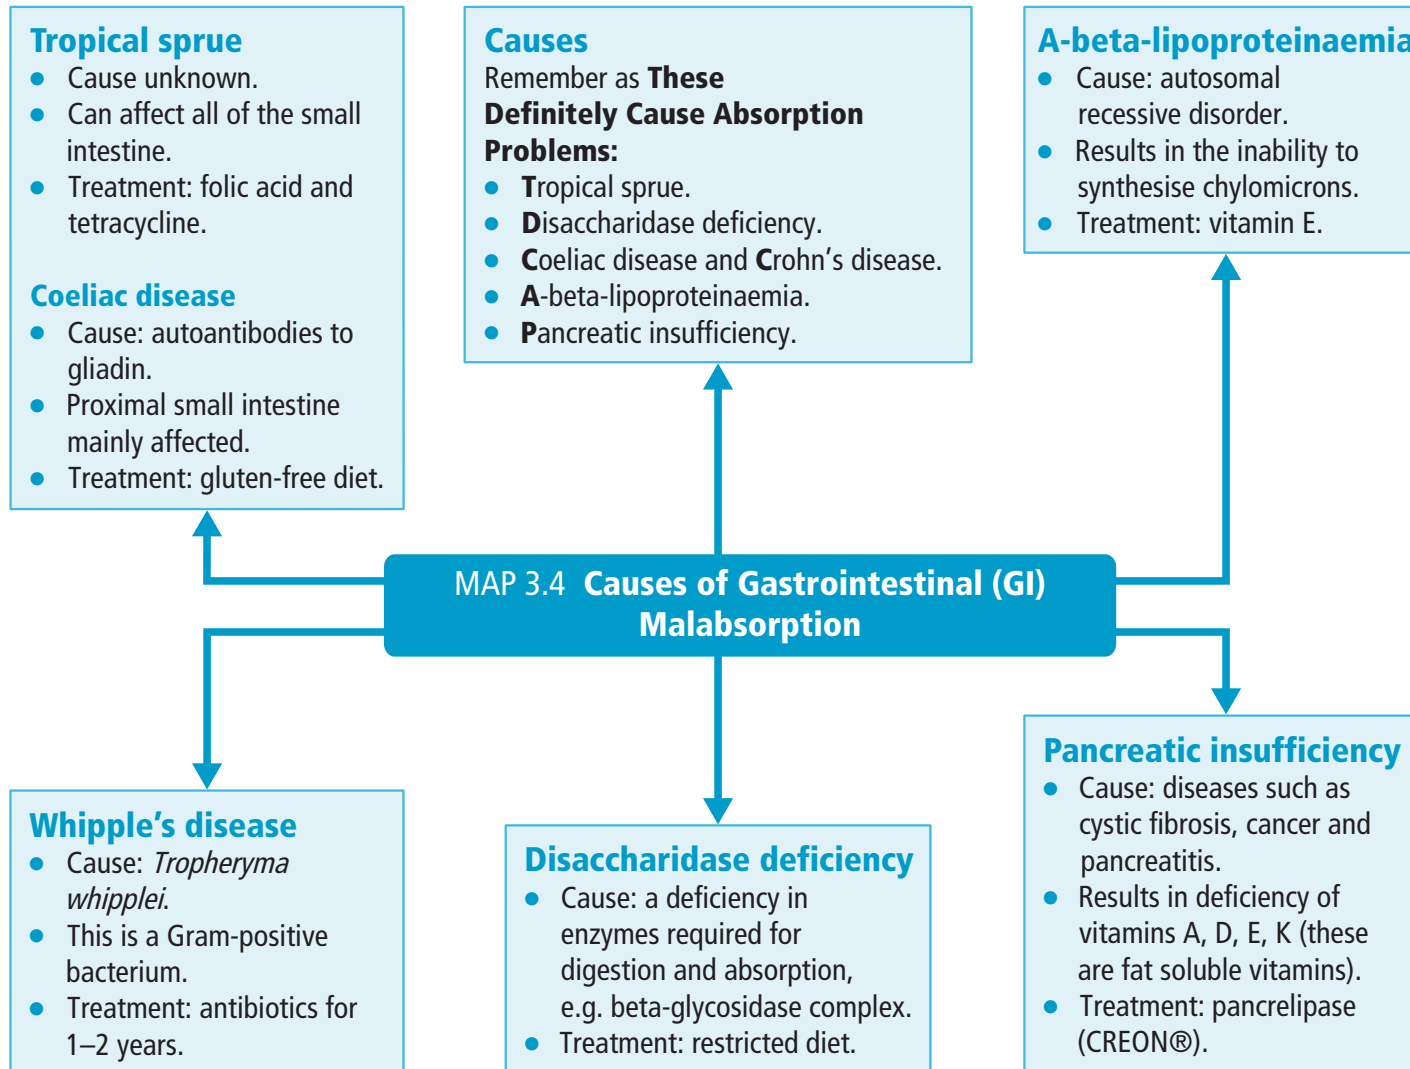 Tropical sprue
● Cause unknown.
● Can affect all of the small
intestine.
● Treatment: folic acid and
tetracycline.
Coeliac disease
● Cause: autoantibodies to
gliadin.
● Proximal small intestine
mainly affected.
● Treatment: gluten-free diet.
Causes
Remember as These
Definitely Cause Absorption
Problems:
● Tropical sprue.
● Disaccharidase deficiency.
● Coeliac disease and Crohn's disease.
● A-beta-lipoproteinaemia.
● Pancreatic insufficiency.
A-beta-lipoproteinaemia
● Cause: autosomal
recessive disorder.
● Results in the inability to
synthesise chylomicrons.
● Treatment: vitamin E.
MAP 3.4 Causes of Gastrointestinal (GI)
Malabsorption
Whipple's disease
● Cause: Tropheryma
whipplei.
● This is a Gram-positive
bacterium.
● Treatment: antibiotics for
1–2 years.
Disaccharidase deficiency
● Cause: a deficiency in
enzymes required for
digestion and absorption,
e.g. beta-glycosidase complex.
● Treatment: restricted diet.
Pancreatic insufficiency
● Cause: diseases such as
cystic fibrosis, cancer and
pancreatitis.
● Results in deficiency of
vitamins A, D, E, K (these
are fat soluble vitamins).
● Treatment: pancrelipase
(CREON®).